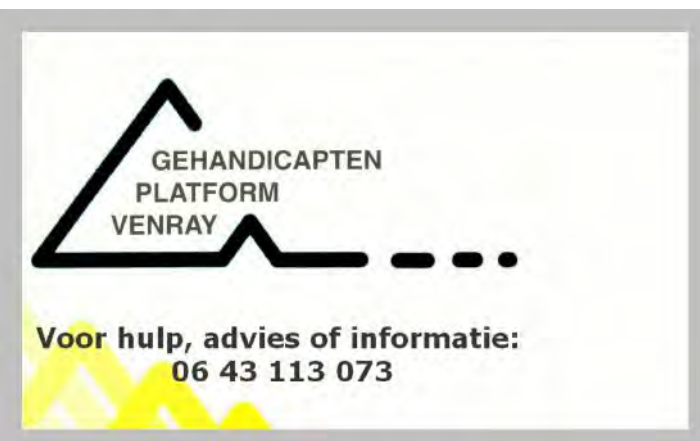 GEHANDICAPTEN
PLATFORM
VENRAY
Voor hulp, advies of informatie:
06 43 113 073